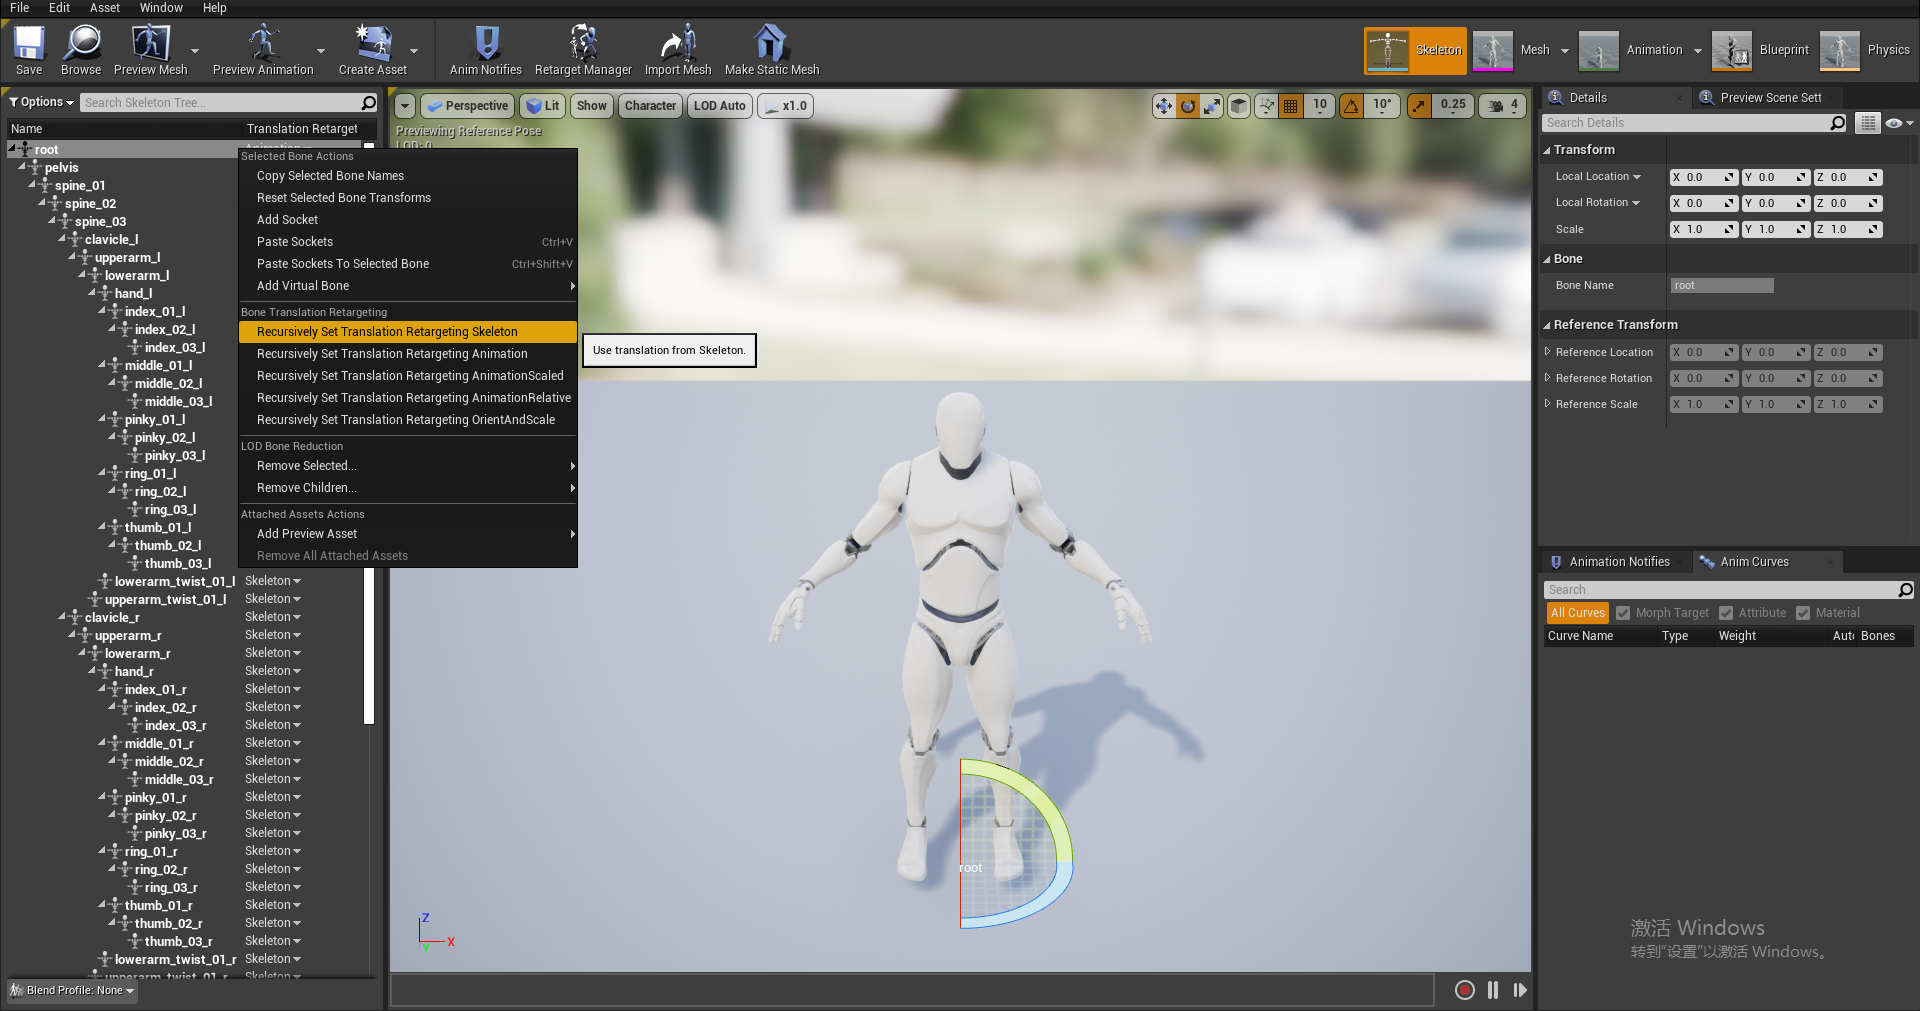 File Edit Asset Window Help
Save Browse Preview Mesh Preview Animation Create Asset Anim Notifies Retarget Manager Import Mesh Make Static Mesh Skeleton Mesh Animation Blueprint Physics
Options Search Skeleton Tree...
Name Translation Retarget
root
pelvis
spine_01
spine_02
spine_03
clavicle_l
upperarm_l
lowerarm_l
hand_l
index_01_l
index_02_l
index_03_l
middle_01_l
middle_02_l
middle_03_l
pinky_01_l
pinky_02_l
pinky_03_l
ring_01_l
ring_02_l
ring_03_l
thumb_01_l
thumb_02_l
thumb_03_l
lowerarm_twist_01_l Skeleton
upperarm_twist_01_l Skeleton
clavicle_r Skeleton
upperarm_r Skeleton
lowerarm_r Skeleton
hand_r Skeleton
index_01_r Skeleton
index_02_r Skeleton
index_03_r Skeleton
middle_01_r Skeleton
middle_02_r Skeleton
middle_03_r Skeleton
pinky_01_r Skeleton
pinky_02_r Skeleton
pinky_03_r Skeleton
ring_01_r Skeleton
ring_02_r Skeleton
ring_03_r Skeleton
thumb_01_r Skeleton
thumb_02_r Skeleton
thumb_03_r Skeleton
lowerarm_twist_01_r Skeleton
upperarm_twist_01_r Skeleton
Blend Profile: None
Selected Bone Actions
Copy Selected Bone Names
Reset Selected Bone Transforms
Add Socket
Paste Sockets Ctrl+V
Paste Sockets To Selected Bone Ctrl+Shift+V
Add Virtual Bone
Bone Translation Retargeting
Recursively Set Translation Retargeting Skeleton
Recursively Set Translation Retargeting Animation
Recursively Set Translation Retargeting AnimationScaled
Recursively Set Translation Retargeting AnimationRelative
Recursively Set Translation Retargeting OrientAndScale
LOD Bone Reduction
Remove Selected...
Remove Children...
Attached Assets Actions
Add Preview Asset
Remove All Attached Assets
Use translation from Skeleton.
Perspective Lit Show Character LOD Auto x1.0 10 10° 0.25 4
Previewing Reference Pose
LOD: 0
root
Z
X
Y
Details Preview Scene Sett
Search Details
Transform
Local Location X 0.0 Y 0.0 Z 0.0
Local Rotation X 0.0 Y 0.0 Z 0.0
Scale X 1.0 Y 1.0 Z 1.0
Bone
Bone Name root
Reference Transform
Reference Location X 0.0 Y 0.0 Z 0.0
Reference Rotation X 0.0 Y 0.0 Z 0.0
Reference Scale X 1.0 Y 1.0 Z 1.0
Animation Notifies Anim Curves
Search
All Curves Morph Target Attribute Material
Curve Name Type Weight Aut Bones
激活 Windows
转到“设置”以激活 Windows。